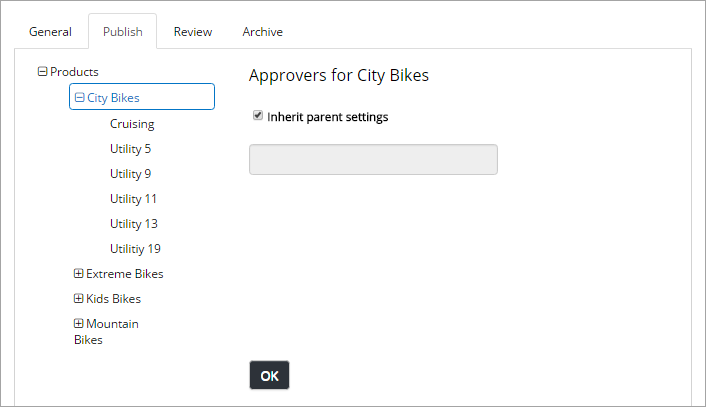 General Publish Review Archive
Products
City Bikes
Cruising
Utility 5
Utility 9
Utility 11
Utility 13
Utilitiy 19
Extreme Bikes
Kids Bikes
Mountain
Bikes
Approvers for City Bikes
Inherit parent settings
OK